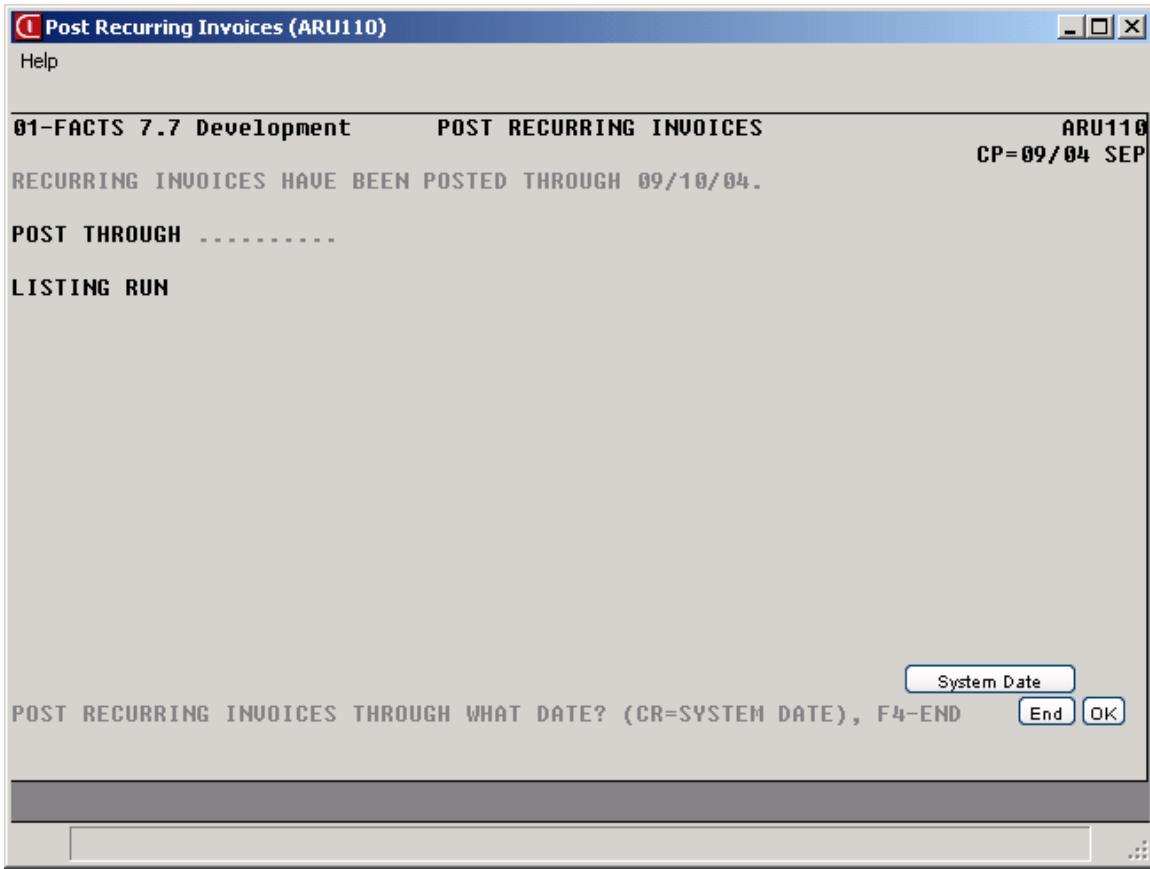 Post Recurring Invoices (ARU110)
Help
01-FACTS 7.7 Development POST RECURRING INVOICES ARU110
CP=09/04 SEP
RECURRING INVOICES HAVE BEEN POSTED THROUGH 09/10/04.
POST THROUGH ..........
LISTING RUN
System Date
POST RECURRING INVOICES THROUGH WHAT DATE? (CR=SYSTEM DATE), F4-END End OK